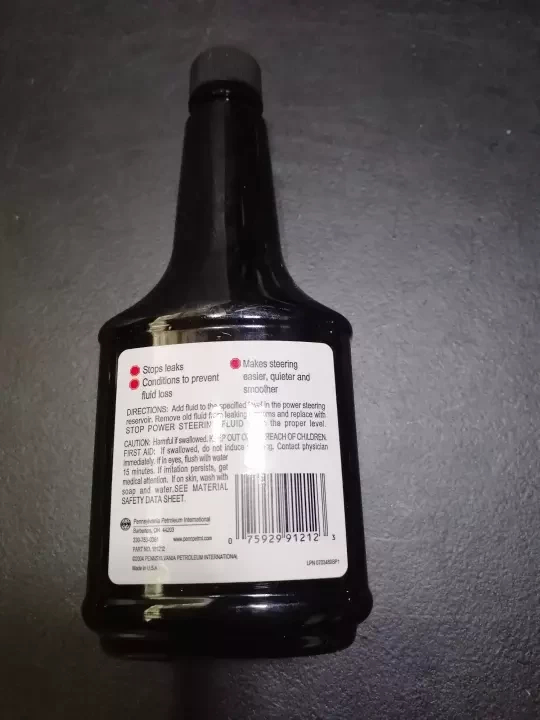 Stops leaks
Conditions to prevent
fluid loss
Makes steering
easier, quieter and
smoother
DIRECTIONS: Add fluid to the specified level in the power steering
reservoir. Remove old fluid from leaking systems and replace with
STOP POWER STEERING FLUID to the proper level.
CAUTION: Harmful if swallowed. KEEP OUT OF REACH OF CHILDREN.
FIRST AID: If swallowed, do not induce vomiting. Contact physician
immediately. If in eyes, flush with water
15 minutes. If irritation persists, get
medical attention. If on skin, wash with
soap and water. SEE MATERIAL
SAFETY DATA SHEET.
Pennsylvania Petroleum International
Barberton, OH 44203
PART NO. 91212
©2004 PENNSYLVANIA PETROLEUM INTERNATIONAL
Made in U.S.A.
0 75929 91212 3